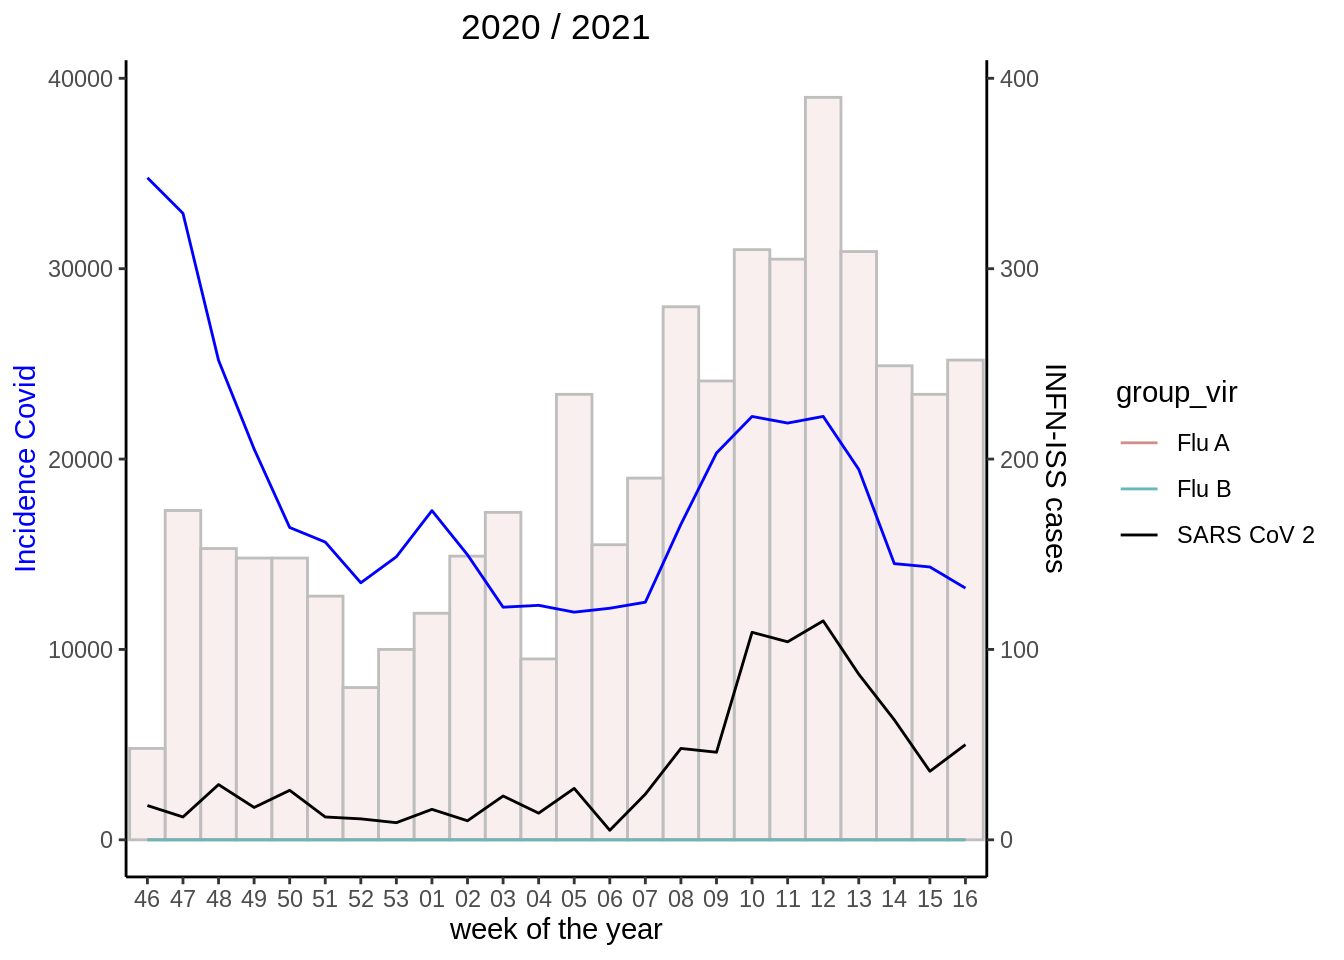 2020 / 2021
Incidence Covid
40000
30000
20000
10000
0
400
300
200
100
0
INFN-ISS cases
46 47 48 49 50 51 52 53 01 02 03 04 05 06 07 08 09 10 11 12 13 14 15 16
week of the year
group_vir
Flu A
Flu B
SARS CoV 2